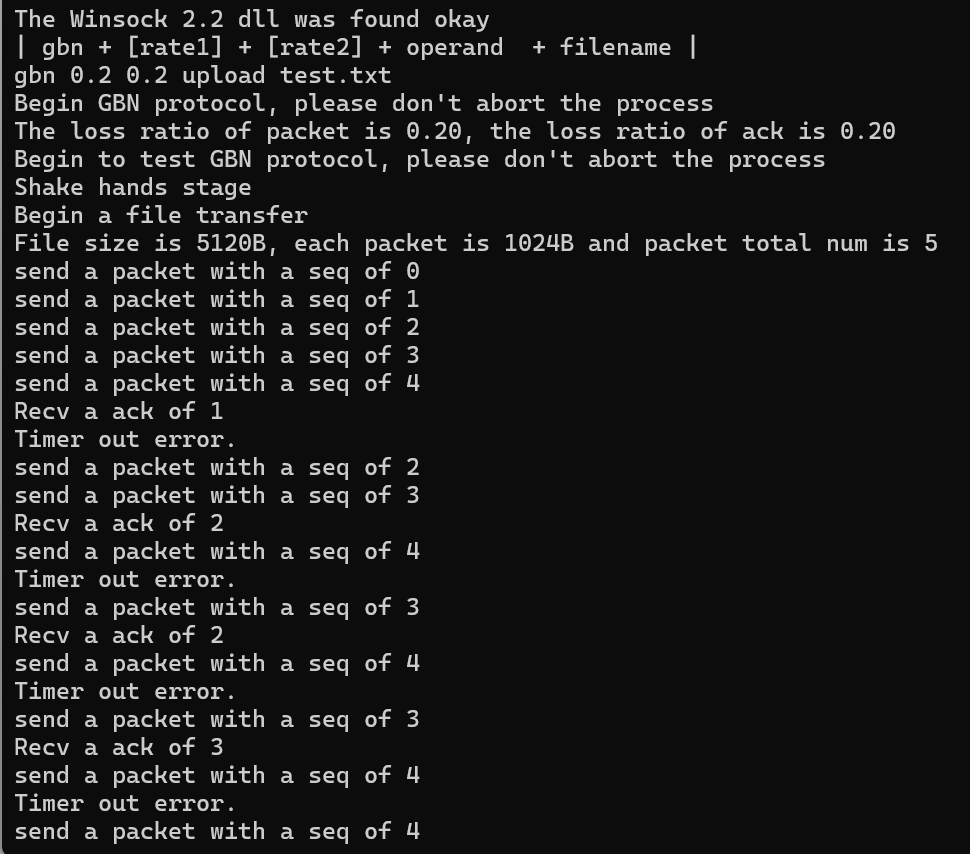 The Winsock 2.2 dll was found okay
| gbn + [rate1] + [rate2] + operand  + filename |
gbn 0.2 0.2 upload test.txt
Begin GBN protocol, please don't abort the process
The loss ratio of packet is 0.20, the loss ratio of ack is 0.20
Begin to test GBN protocol, please don't abort the process
Shake hands stage
Begin a file transfer
File size is 5120B, each packet is 1024B and packet total num is 5
send a packet with a seq of 0
send a packet with a seq of 1
send a packet with a seq of 2
send a packet with a seq of 3
send a packet with a seq of 4
Recv a ack of 1
Timer out error.
send a packet with a seq of 2
send a packet with a seq of 3
Recv a ack of 2
send a packet with a seq of 4
Timer out error.
send a packet with a seq of 3
Recv a ack of 2
send a packet with a seq of 4
Timer out error.
send a packet with a seq of 3
Recv a ack of 3
send a packet with a seq of 4
Timer out error.
send a packet with a seq of 4